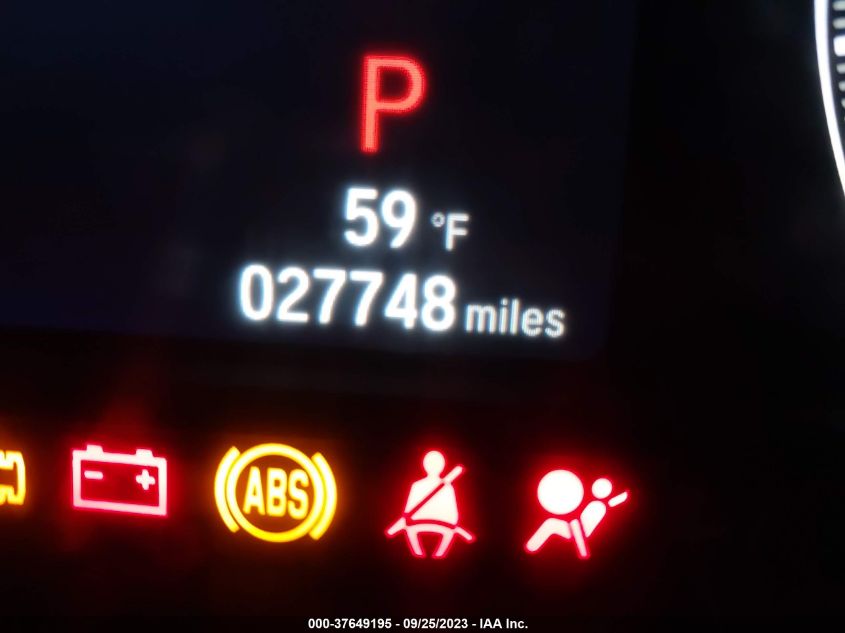 P
59 °F
027748 miles
ABS
000-37649195 - 09/25/2023 - IAA Inc.